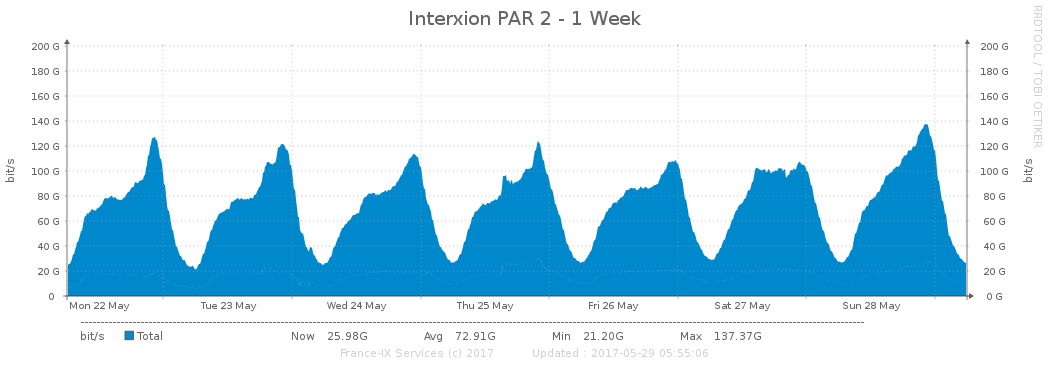 Interxion PAR 2 - 1 Week
RRDTOOL / TOBI OETIKER
200 G 200 G
180 G 180 G
160 G 160 G
140 G 140 G
120 G 120 G
100 G 100 G
80 G 80 G
60 G 60 G
40 G 40 G
20 G 20 G
0 0 G
bit/s bit/s
Mon 22 May Tue 23 May Wed 24 May Thu 25 May Fri 26 May Sat 27 May Sun 28 May
bit/s Total Now 25.98G Avg 72.91G Min 21.20G Max 137.37G
France-IX Services (c) 2017 Updated : 2017-05-29 05:55:06